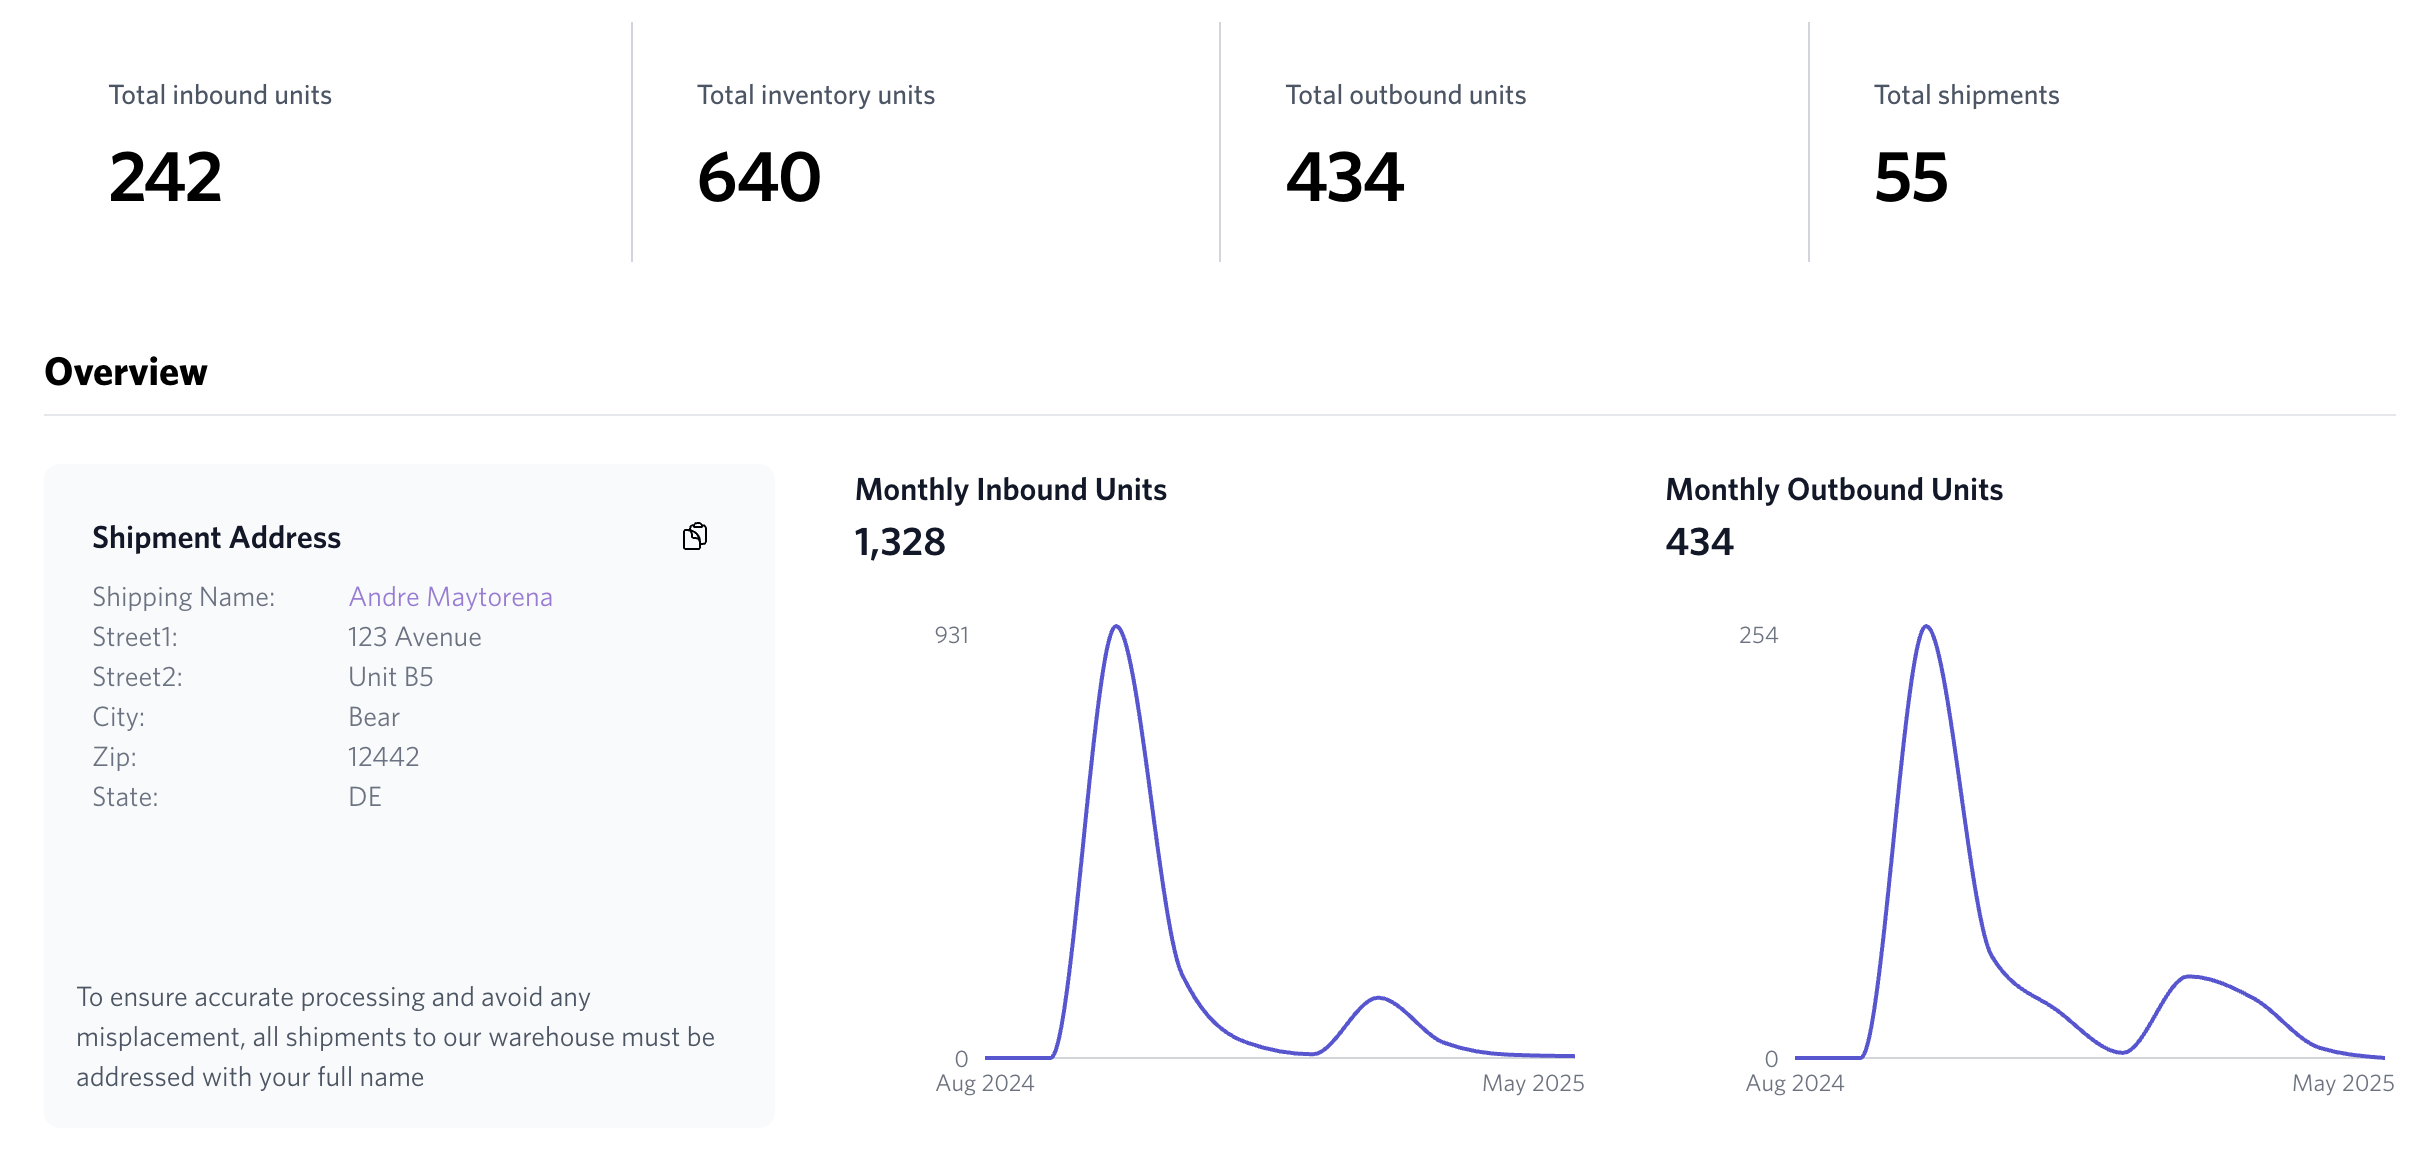 Total inbound units
242
Total inventory units
640
Total outbound units
434
Total shipments
55
Overview
Shipment Address
Shipping Name: Andre Maytorena
Street1: 123 Avenue
Street2: Unit B5
City: Bear
Zip: 12442
State: DE
To ensure accurate processing and avoid any
misplacement, all shipments to our warehouse must be
addressed with your full name
Monthly Inbound Units
1,328
931
0
Aug 2024 May 2025
Monthly Outbound Units
434
254
0
Aug 2024 May 2025